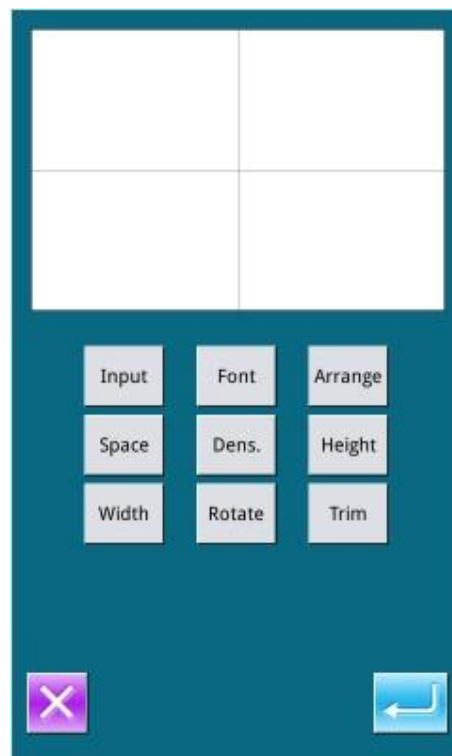 Input Font Arrange
Space Dens. Height
Width Rotate Trim